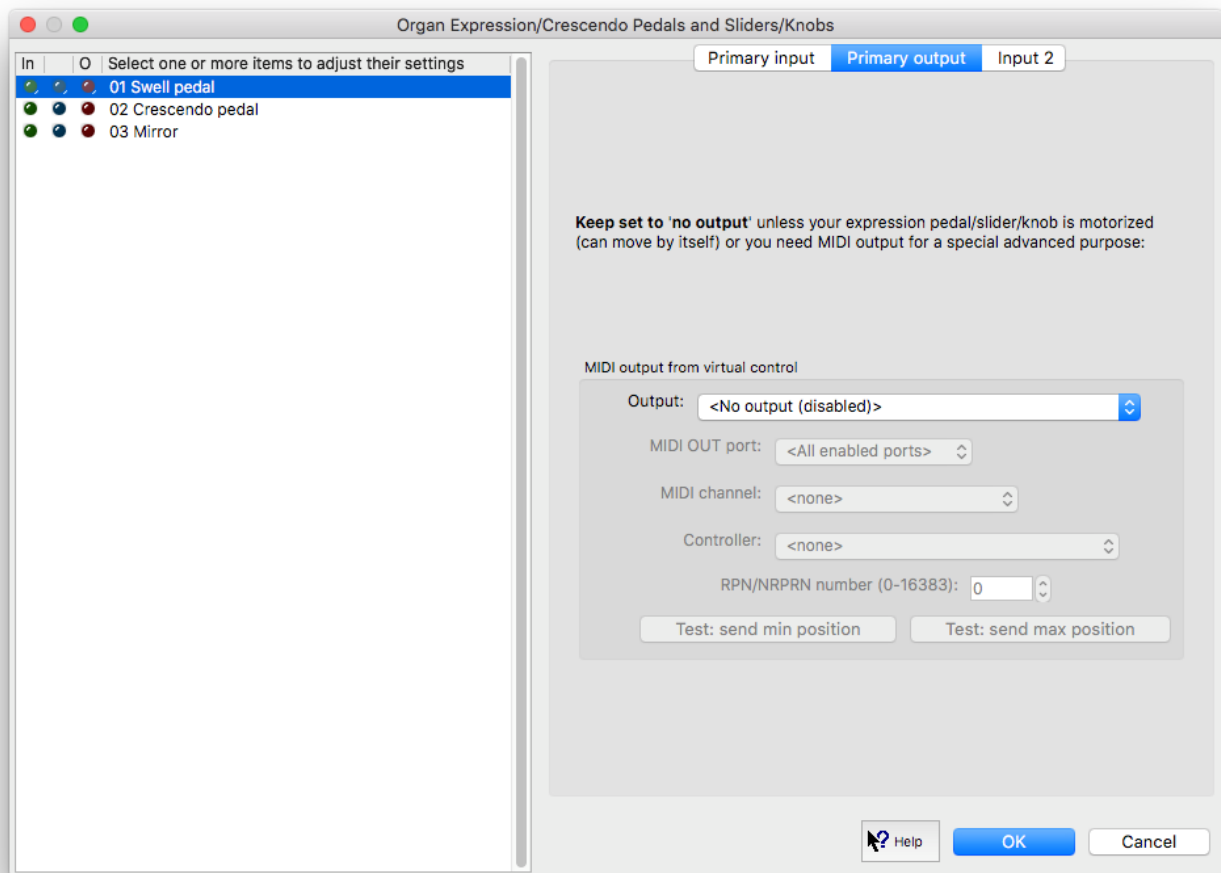 Organ Expression/Crescendo Pedals and Sliders/Knobs
In O Select one or more items to adjust their settings
01 Swell pedal
02 Crescendo pedal
03 Mirror
Primary input Primary output Input 2
Keep set to 'no output' unless your expression pedal/slider/knob is motorized
(can move by itself) or you need MIDI output for a special advanced purpose:
MIDI output from virtual control
Output: <No output (disabled)>
MIDI OUT port: <All enabled ports>
MIDI channel: <none>
Controller: <none>
RPN/NRPRN number (0-16383): 0
Test: send min position Test: send max position
? Help OK Cancel